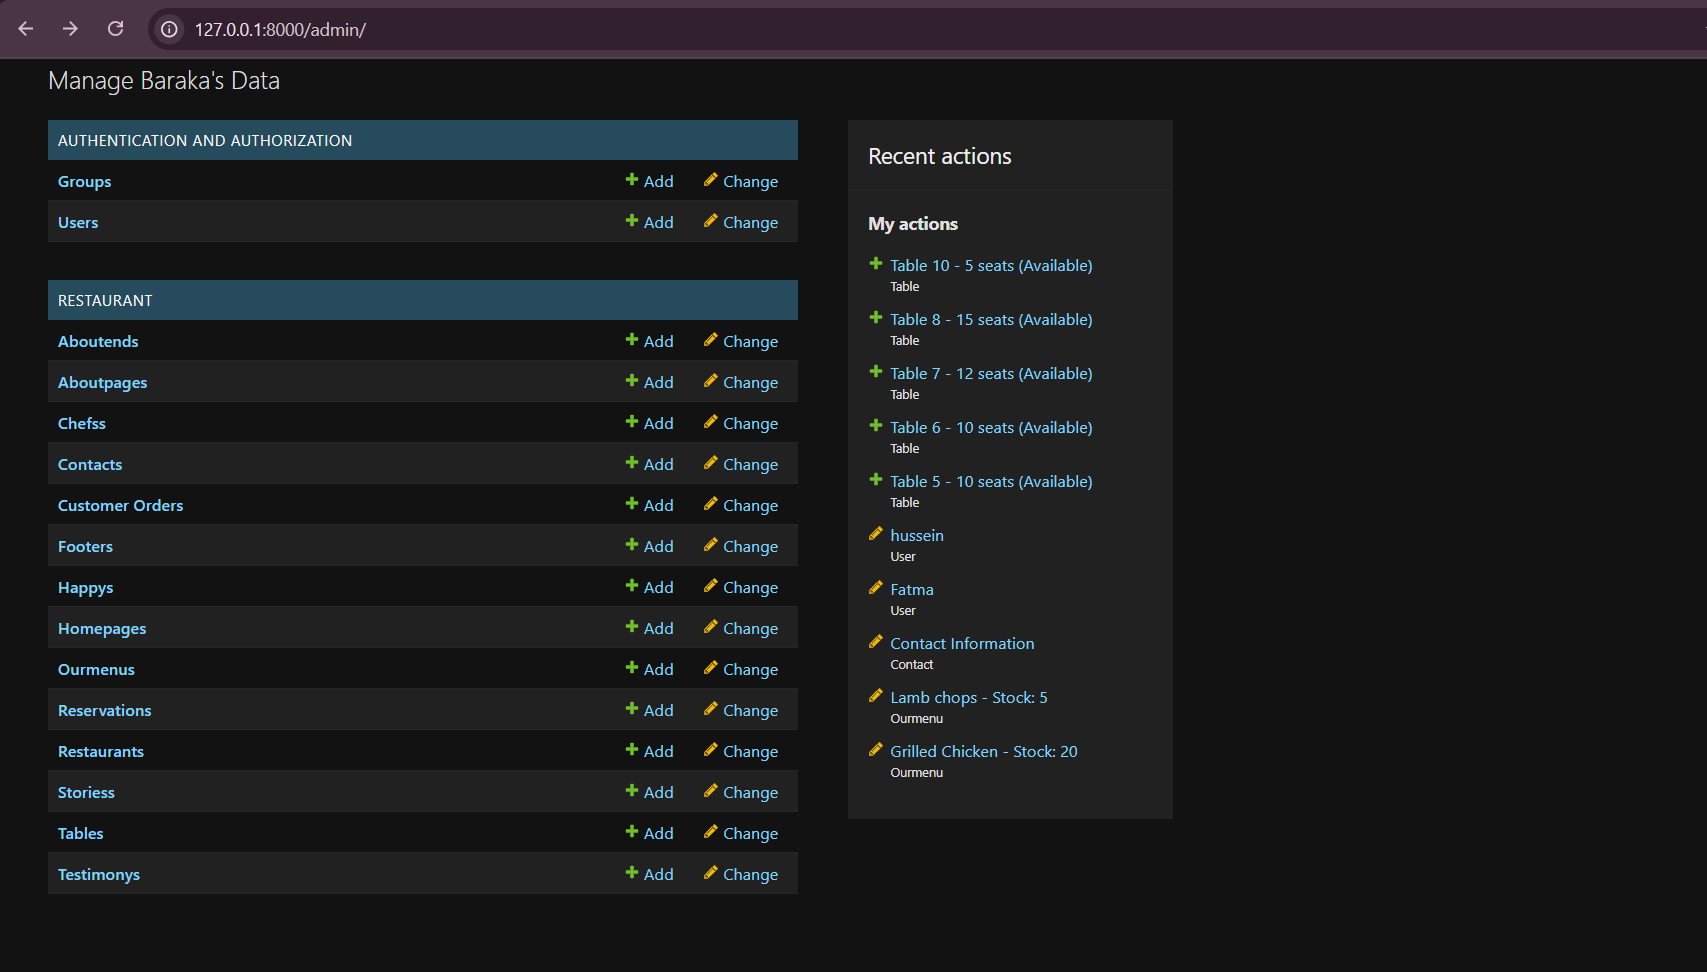 127.0.0.1:8000/admin/
Manage Baraka's Data
AUTHENTICATION AND AUTHORIZATION
Groups Add Change
Users Add Change
RESTAURANT
Aboutends Add Change
Aboutpages Add Change
Chefss Add Change
Contacts Add Change
Customer Orders Add Change
Footers Add Change
Happys Add Change
Homepages Add Change
Ourmenus Add Change
Reservations Add Change
Restaurants Add Change
Storiess Add Change
Tables Add Change
Testimonys Add Change
Recent actions
My actions
Table 10 - 5 seats (Available)
Table
Table 8 - 15 seats (Available)
Table
Table 7 - 12 seats (Available)
Table
Table 6 - 10 seats (Available)
Table
Table 5 - 10 seats (Available)
Table
hussein
User
Fatma
User
Contact Information
Contact
Lamb chops - Stock: 5
Ourmenu
Grilled Chicken - Stock: 20
Ourmenu